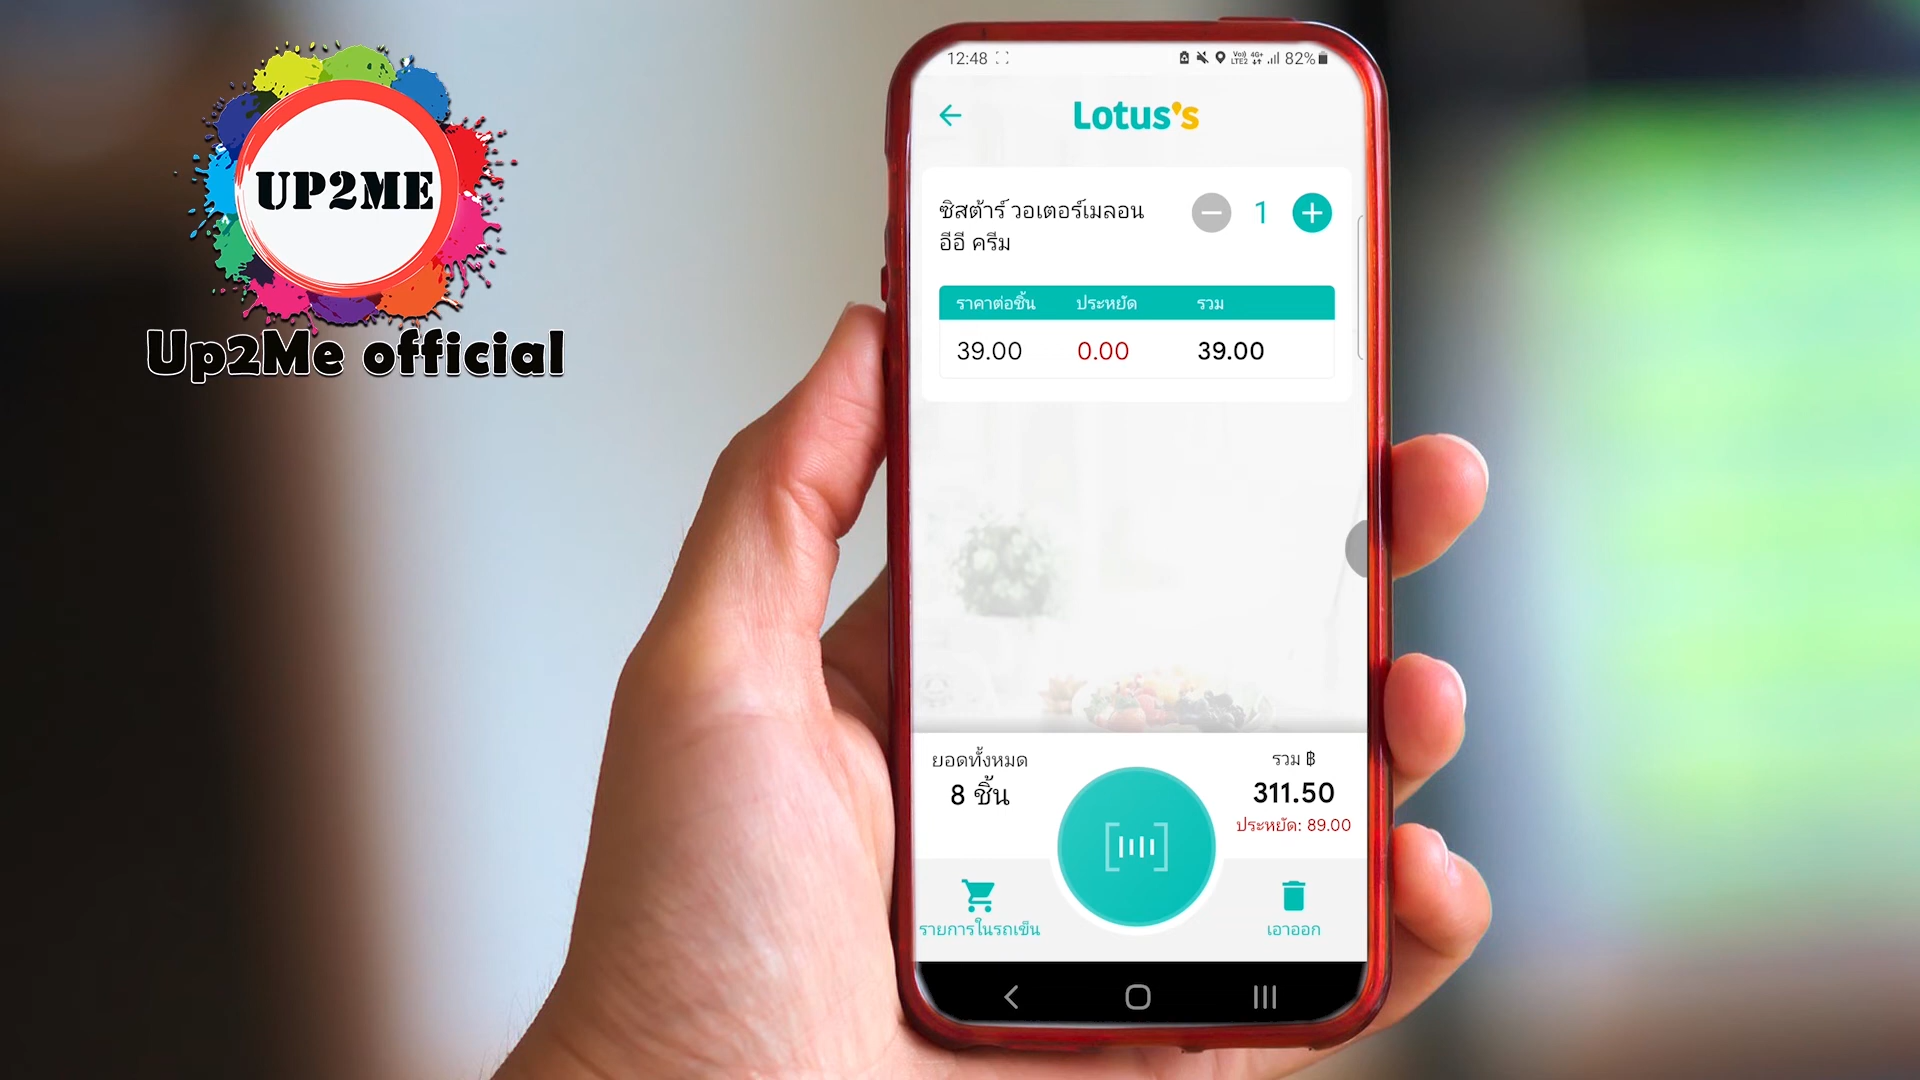 UP2ME
Up2Me official
12:48
Vo)) 4G+
LTE2
82%
Lotus's
ซิสต้าร์ วอเตอร์เมลอน
อีอี ครีม
1
ราคาต่อชิ้น ประหยัด รวม
39.00 0.00 39.00
ยอดทั้งหมด
8 ชิ้น
รวม ฿
311.50
ประหยัด: 89.00
รายการในรถเข็น
เอาออก